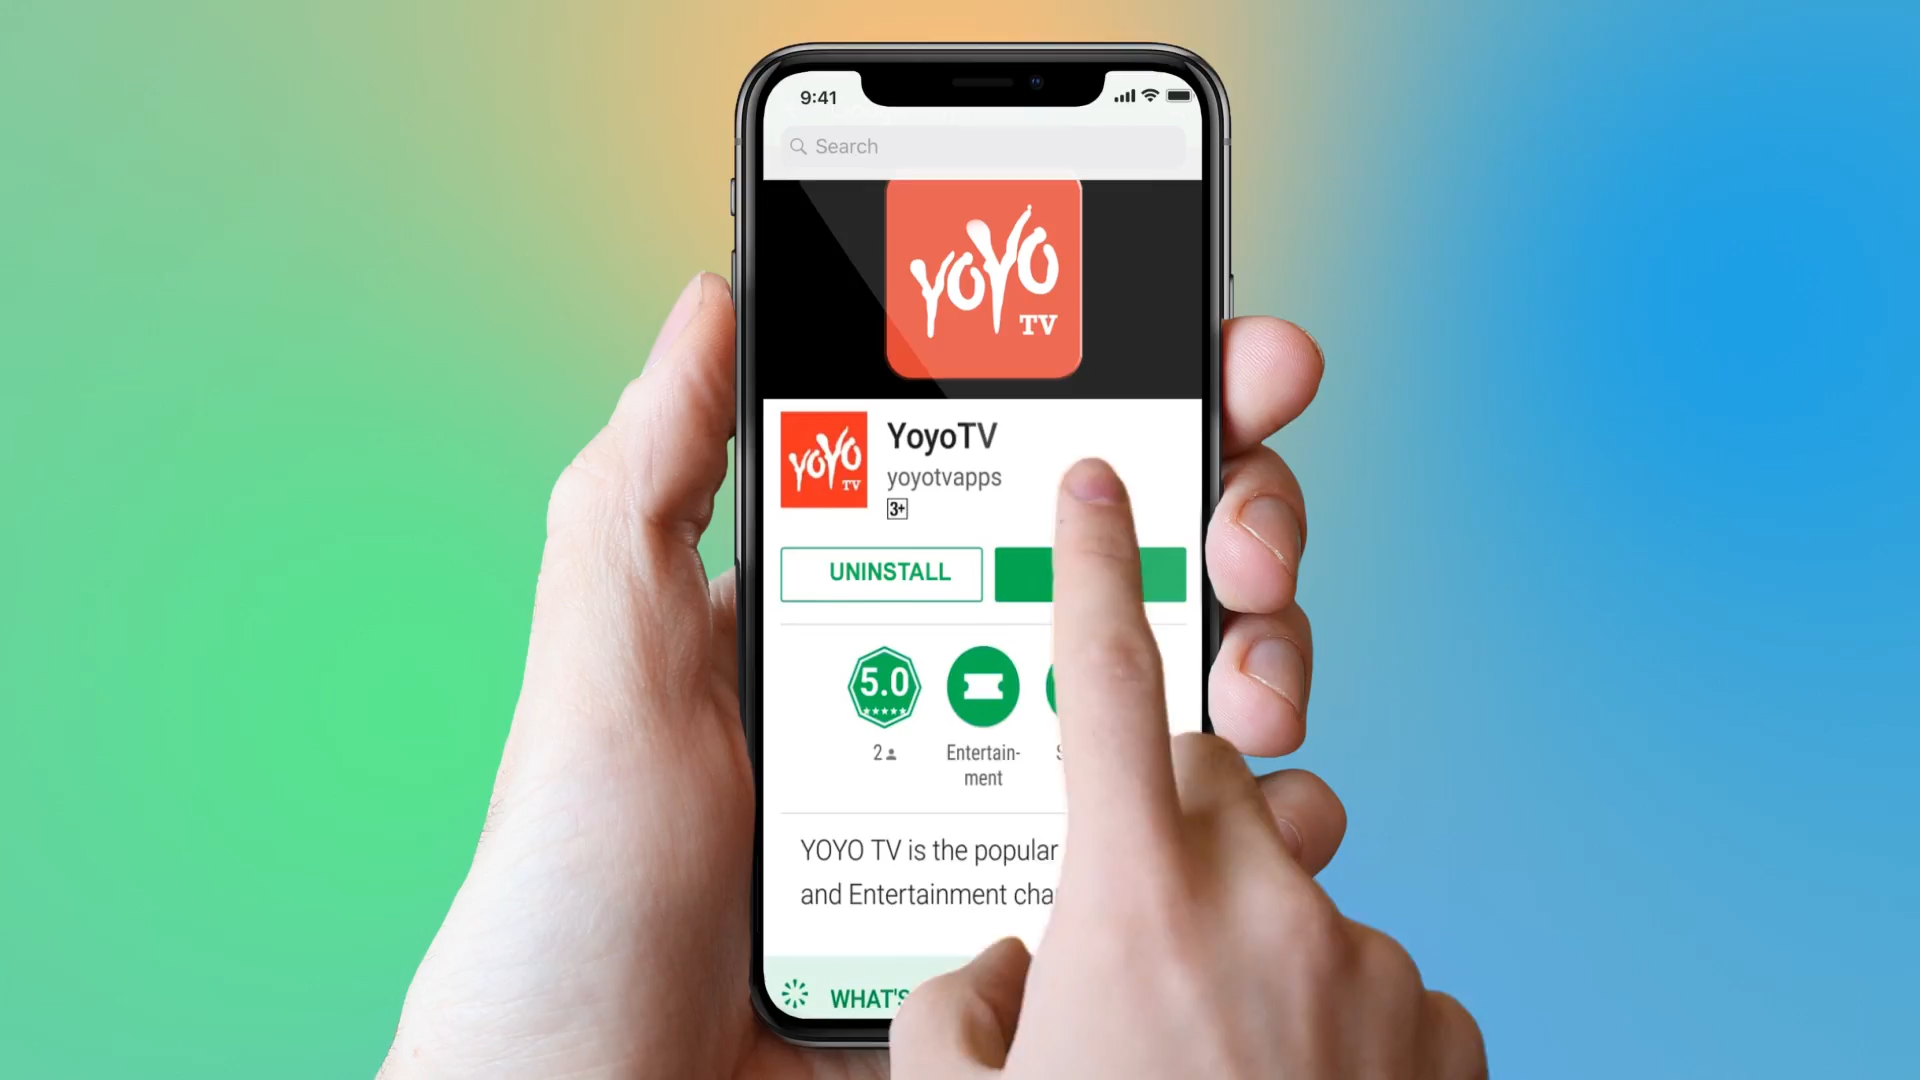 9:41
Search
YOYO
TV
YOYO
TV
YoyoTV
yoyotvapps
3+
UNINSTALL
5.0
2
Entertain-
ment
YOYO TV is the popular
and Entertainment
WHAT'S